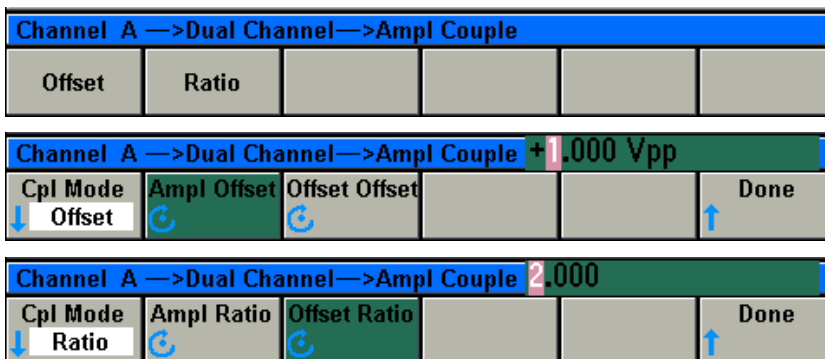 Channel A —>Dual Channel—>Ampl Couple
Offset Ratio
Channel A —>Dual Channel—>Ampl Couple +1.000 Vpp
Cpl Mode Ampl Offset Offset Offset Done
Offset
Channel A —>Dual Channel—>Ampl Couple 2.000
Cpl Mode Ampl Ratio Offset Ratio Done
Ratio